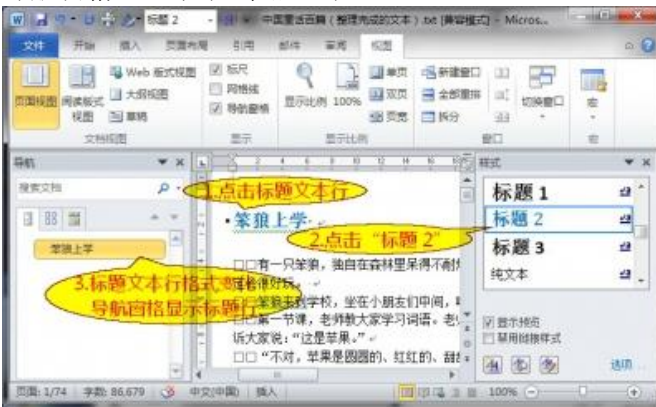 标题 2
中国童话百篇（整理完成的文本）.txt [兼容模式] - Micros...
文件 开始 插入 页面布局 引用 邮件 审阅 视图
页面视图 阅读版式视图 Web 版式视图 大纲视图 草稿
标尺 网格线 导航窗格
显示比例 100% 单页 双页 页宽
新建窗口 全部重排 拆分 切换窗口 宏
文档视图 显示 显示比例 窗口 宏
导航
样式
搜索文档
1.点击标题文本行
标题 1
笨狼上学
标题 2
2.点击“标题 2”
笨狼上学
标题 3
□□有一只笨狼，独自在森林里呆得不耐
纯文本
3.标题文本行格式
导航窗格显示标题行
笨狼来到学校，坐在小朋友们中间，
□□第一节课，老师教大家学习词语。老
显示预览
诉大家说：“这是苹果。”
禁用链接样式
□□“不对，苹果是圆圆的、红红的、甜
选项...
页面: 1/74 字数: 86,679 中文(中国) 插入 100%